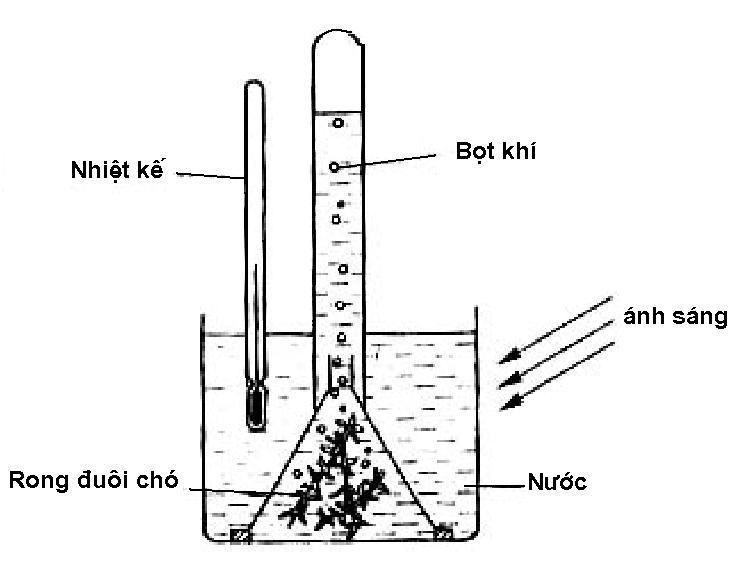 Bọt khí
Nhiệt kế
ánh sáng
Rong đuôi chó
Nước